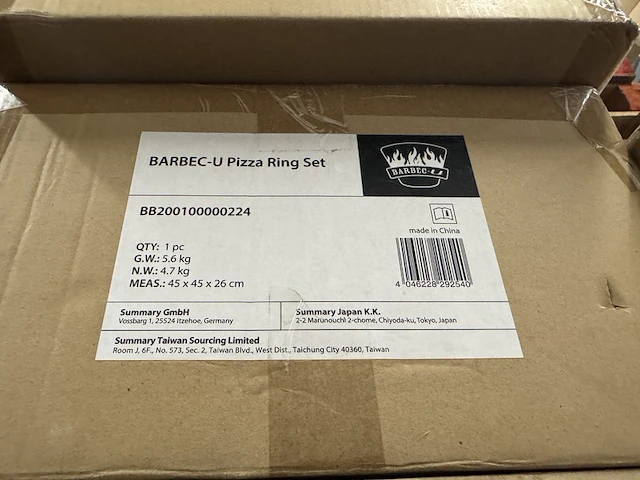 BARBEC-U Pizza Ring Set
BARBEC-U
BB200100000224
made in China
QTY: 1 pc
G.W.: 5.6 kg
N.W.: 4.7 kg
MEAS.: 45 x 45 x 26 cm
4 046228 292540
Summary GmbH
Vossbarg 1, 25524 Itzehoe, Germany
Summary Japan K.K.
2-2 Marunouchi 2-chome, Chiyoda-ku, Tokyo, Japan
Summary Taiwan Sourcing Limited
Room J, 6F., No. 573, Sec. 2, Taiwan Blvd., West Dist., Taichung City 40360, Taiwan